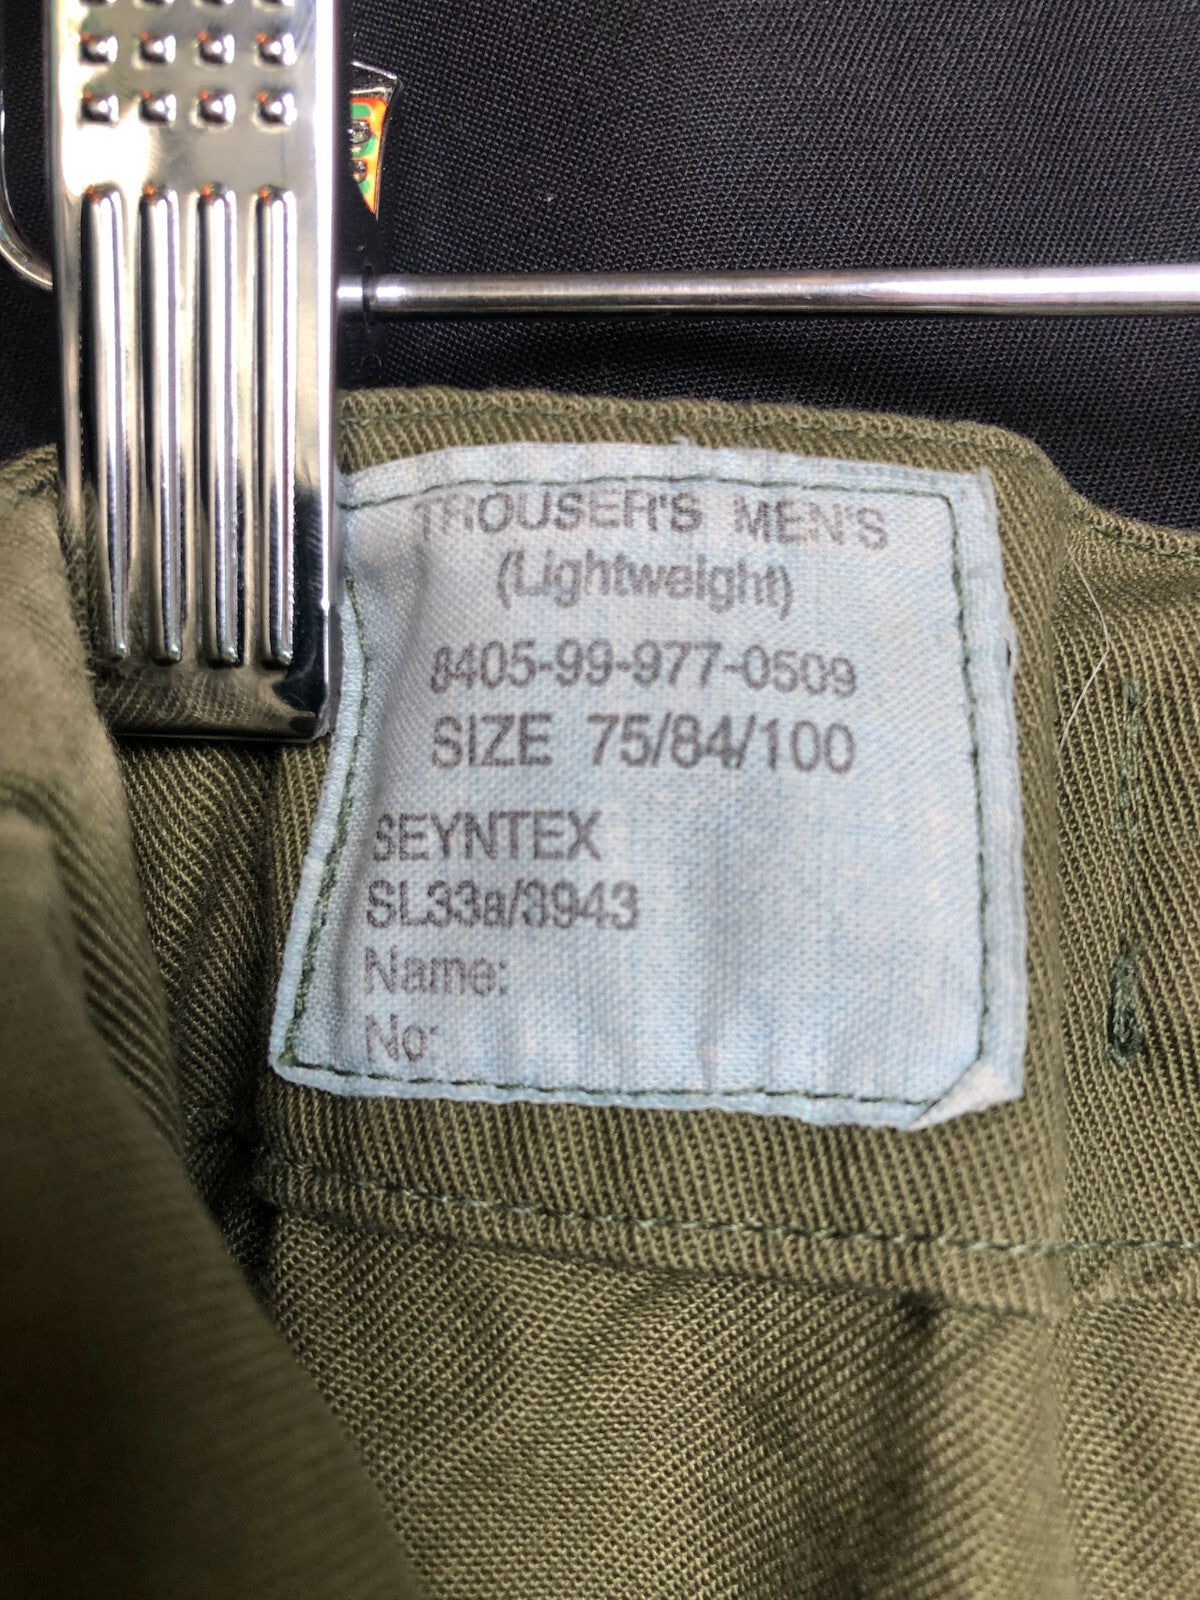 TROUSER'S MEN'S
(Lightweight)
8405-99-977-0509
SIZE 75/84/100
SEYNTEX
SL33a/3943
Name:
No: